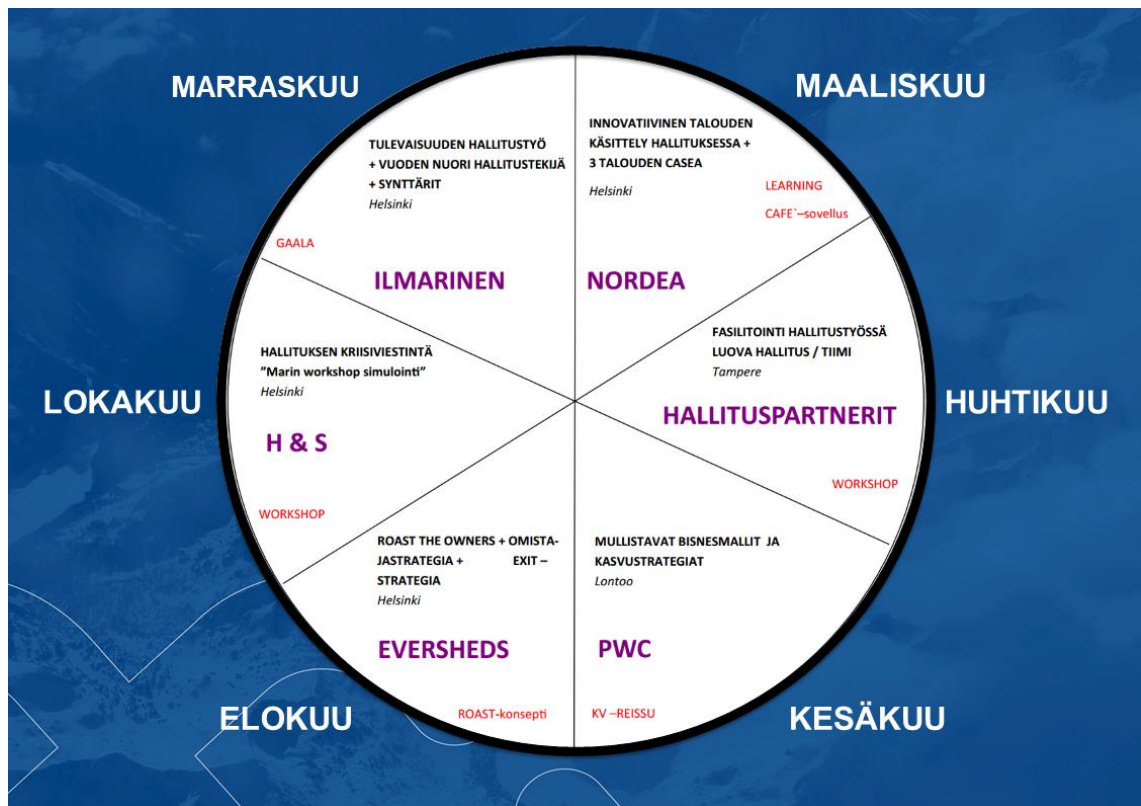 MARRASKUU
MAALISKUU
TULEVAISUUDEN HALLITUSTYÖ
+ VUODEN NUORI HALLITUSTEKIJÄ
+ SYNTTÄRIT
Helsinki
GAALA
ILMARINEN
INNOVATIIVINEN TALOUDEN
KÄSITTELY HALLITUKSESSA +
3 TALOUDEN CASEA
Helsinki
LEARNING
CAFE`–sovellus
NORDEA
LOKAKUU
HALLITUKSEN KRIISIVIESTINTÄ
”Marin workshop simulointi”
Helsinki
H & S
WORKSHOP
FASILITOINTI HALLITUSTYÖSSÄ
LUOVA HALLITUS / TIIMI
Tampere
HALLITUSPARTNERIT
WORKSHOP
HUHTIKUU
ROAST THE OWNERS + OMISTA-
JASTRATEGIA + EXIT –
STRATEGIA
Helsinki
EVERSHEDS
ROAST-konsepti
ELOKUU
MULLISTAVAT BISNESMALLIT JA
KASVUSTRATEGIAT
Lontoo
PWC
KV –REISSU
KESÄKUU